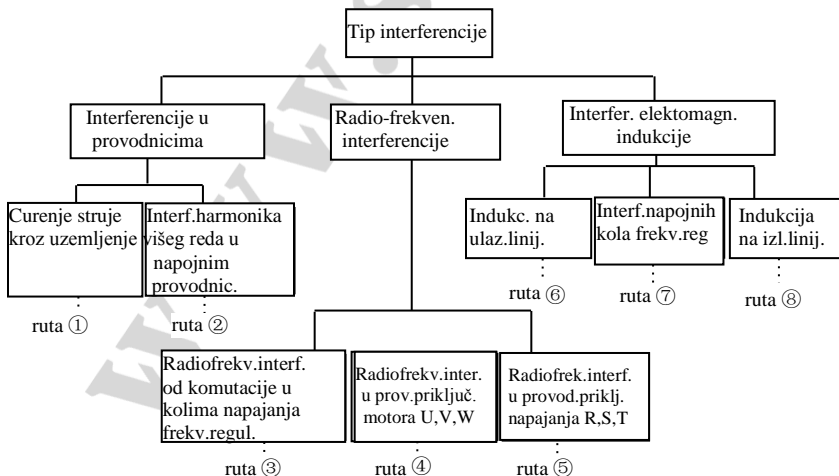 Tip interferencije
Interferencije u
provodnicima
Radio-frekven.
interferencije
Interfer. elektomagn.
indukcije
Curenje struje
kroz uzemljenje
Interf.harmonika
višeg reda u
napojnim
provodnic.
Indukc. na
ulaz.linij.
Interf.napojnih
kola frekv.reg
Indukcija
na izl.linij.
ruta ①
ruta ②
ruta ⑥
ruta ⑦
ruta ⑧
Radiofrekv.interf.
od komutacije u
kolima napajanja
frekv.regul.
Radiofrekv.inter.
u prov.priključ.
motora U,V,W
Radiofrek.interf.
u provod.priklj.
napajanja R,S,T
ruta ③
ruta ④
ruta ⑤